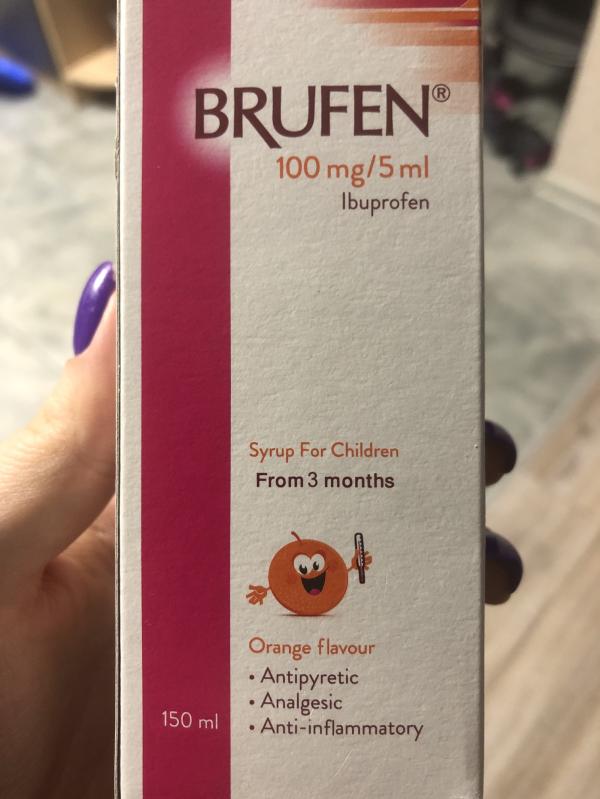 BRUFEN®
100 mg/5 ml
Ibuprofen
Syrup For Children
From 3 months
Orange flavour
• Antipyretic
• Analgesic
• Anti-inflammatory
150 ml